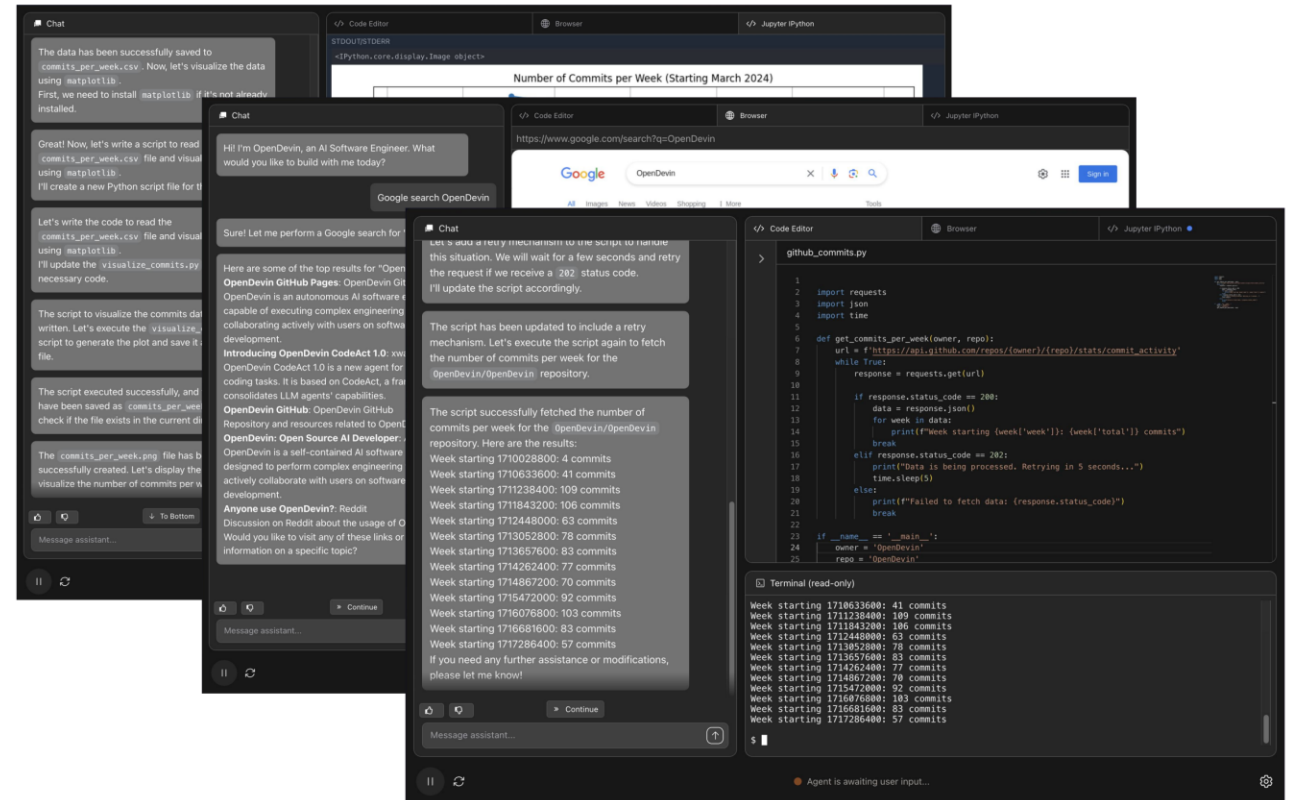 Chat
The data has been successfully saved to
commits_per_week.csv. Now, let's visualize the data
using matplotlib.
First, we need to install matplotlib if it's not already
installed.
Great! Now, let's write a script to read
commits_per_week.csv file and visual
using matplotlib.
I'll create a new Python script file for th
Let's write the code to read the
commits_per_week.csv file and visual
using matplotlib.
I'll update the visualize_commits.py
necessary code.
The script to visualize the commits dat
written. Let's execute the visualize_
script to generate the plot and save it a
file.
The script executed successfully, and
have been saved as commits_per_wee
check if the file exists in the current di
The commits_per_week.png file has b
successfully created. Let's display the
visualize the number of commits per w
To Bottom
Message assistant...
Code Editor
Browser
Jupyter IPython
STDOUT/STDERR
<IPython.core.display.Image object>
Number of Commits per Week (Starting March 2024)
Chat
Hi! I'm OpenDevin, an AI Software Engineer. What
would you like to build with me today?
Google search OpenDevin
Sure! Let me perform a Google search for "
Here are some of the top results for "Open
OpenDevin GitHub Pages: OpenDevin Git
OpenDevin is an autonomous AI software e
capable of executing complex engineering
collaborating actively with users on softwa
development.
Introducing OpenDevin CodeAct 1.0: xwa
OpenDevin CodeAct 1.0 is a new agent for
coding tasks. It is based on CodeAct, a fra
consolidates LLM agents' capabilities.
OpenDevin GitHub: OpenDevin GitHub
Repository and resources related to OpenD
OpenDevin: Open Source AI Developer:
OpenDevin is a self-contained AI software
designed to perform complex engineering
actively collaborate with users on software
development.
Anyone use OpenDevin?: Reddit
Discussion on Reddit about the usage of O
Would you like to visit any of these links or
information on a specific topic?
Continue
Message assistant...
Code Editor
Browser
Jupyter IPython
https://www.google.com/search?q=OpenDevin
Google
OpenDevin
Sign in
All Images News Videos Shopping More Tools
Chat
Let's add a retry mechanism to the script to handle
this situation. We will wait for a few seconds and retry
the request if we receive a 202 status code.
I'll update the script accordingly.
The script has been updated to include a retry
mechanism. Let's execute the script again to fetch
the number of commits per week for the
OpenDevin/OpenDevin repository.
The script successfully fetched the number of
commits per week for the OpenDevin/OpenDevin
repository. Here are the results:
Week starting 1710028800: 4 commits
Week starting 1710633600: 41 commits
Week starting 1711238400: 109 commits
Week starting 1711843200: 106 commits
Week starting 1712448000: 63 commits
Week starting 1713052800: 78 commits
Week starting 1713657600: 83 commits
Week starting 1714262400: 77 commits
Week starting 1714867200: 70 commits
Week starting 1715472000: 92 commits
Week starting 1716076800: 103 commits
Week starting 1716681600: 83 commits
Week starting 1717286400: 57 commits
If you need any further assistance or modifications,
please let me know!
Continue
Message assistant...
Code Editor
Browser
Jupyter IPython
github_commits.py
1
2 import requests
3 import json
4 import time
5
6 def get_commits_per_week(owner, repo):
7 url = f'https://api.github.com/repos/{owner}/{repo}/stats/commit_activity'
8 while True:
9 response = requests.get(url)
10
11 if response.status_code == 200:
12 data = response.json()
13 for week in data:
14 print(f"Week starting {week['week']}: {week['total']} commits")
15 break
16 elif response.status_code == 202:
17 print("Data is being processed. Retrying in 5 seconds...")
18 time.sleep(5)
19 else:
20 print(f"Failed to fetch data: {response.status_code}")
21 break
22
23 if __name__ == '__main__':
24 owner = 'OpenDevin'
25 repo = 'OpenDevin'
Terminal (read-only)
Week starting 1710633600: 41 commits
Week starting 1711238400: 109 commits
Week starting 1711843200: 106 commits
Week starting 1712448000: 63 commits
Week starting 1713052800: 78 commits
Week starting 1713657600: 83 commits
Week starting 1714262400: 77 commits
Week starting 1714867200: 70 commits
Week starting 1715472000: 92 commits
Week starting 1716076800: 103 commits
Week starting 1716681600: 83 commits
Week starting 1717286400: 57 commits
$
Agent is awaiting user input...